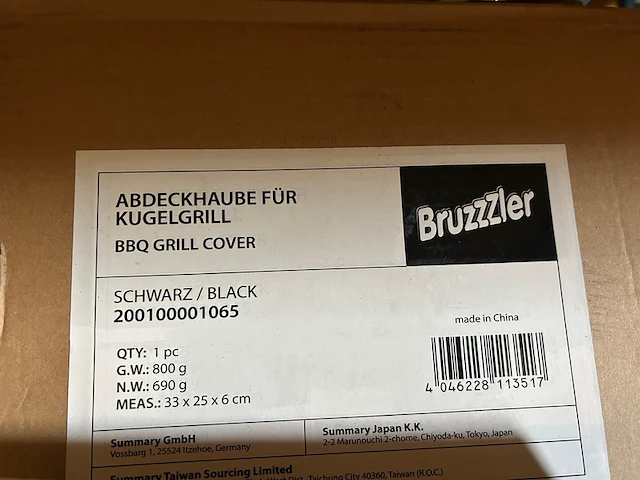 ABDECKHAUBE FÜR
KUGELGRILL
BBQ GRILL COVER
Bruzzzler
SCHWARZ / BLACK
200100001065
made in China
QTY: 1 pc
G.W.: 800 g
N.W.: 690 g
MEAS.: 33 x 25 x 6 cm
4 046228 113517
Summary GmbH
Vossbarg 1, 25524 Itzehoe, Germany
Summary Japan K.K.
2-2 Marunouchi 2-chome, Chiyoda-ku, Tokyo, Japan
Summary Taiwan Sourcing Limited
West Dist., Taichung City 40360, Taiwan (R.O.C.)